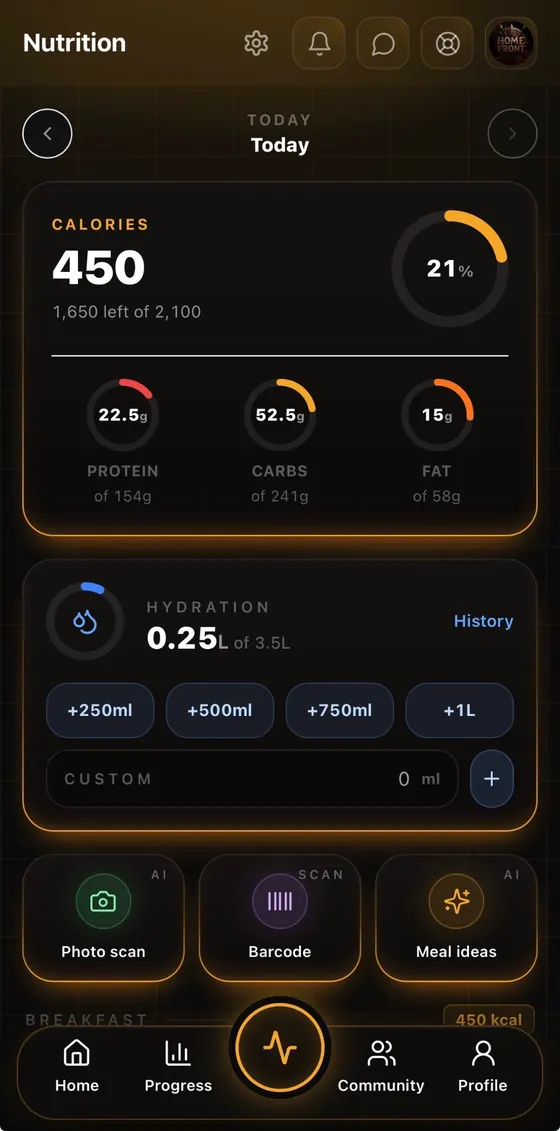 Nutrition
HOME
FRONT
TODAY
Today
CALORIES
450
1,650 left of 2,100
21%
22.5g
52.5g
15g
PROTEIN
CARBS
FAT
of 154g
of 241g
of 58g
HYDRATION
0.25L of 3.5L
History
+250ml
+500ml
+750ml
+1L
CUSTOM
0 ml
AI
SCAN
AI
Photo scan
Barcode
Meal ideas
BREAKFAST
450 kcal
Home
Progress
Community
Profile